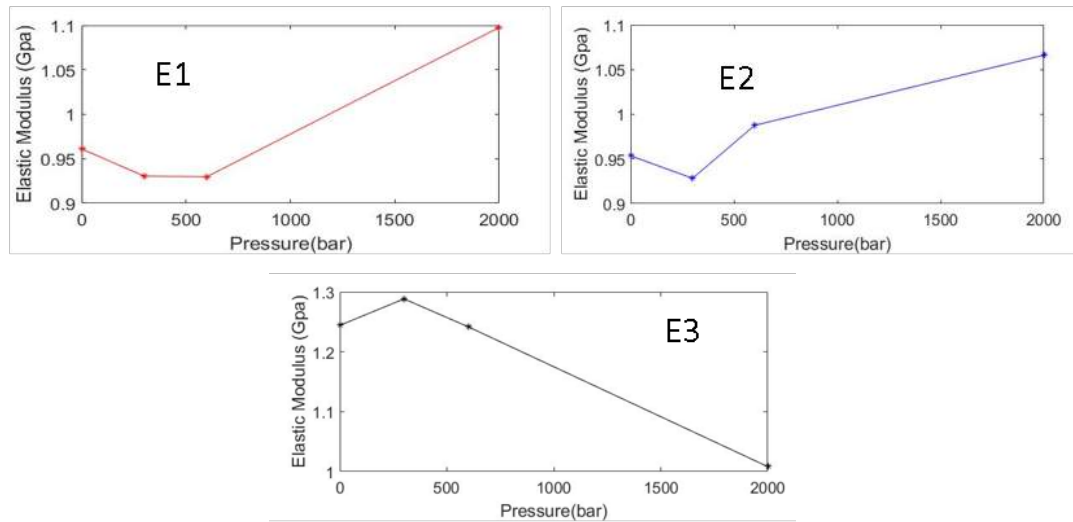 1.1
1.05
1
0.95
0.9
Elastic Modulus (Gpa)
E1
0 500 1000 1500 2000
Pressure(bar)
1.1
1.05
1
0.95
0.9
Elastic Modulus (Gpa)
E2
0 500 1000 1500 2000
Pressure(bar)
1.3
1.2
1.1
1
Elastic Modulus (Gpa)
E3
0 500 1000 1500 2000
Pressure(bar)